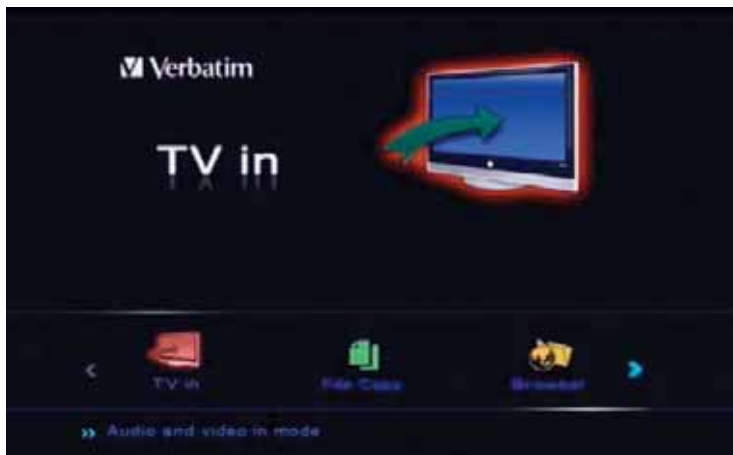 Verbatim
TV in
TV in
File Copy
Browser
Audio and video in mode